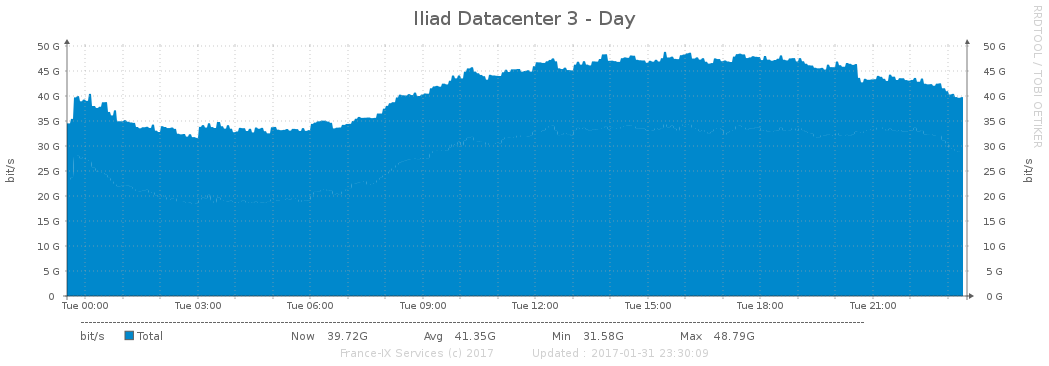 Iliad Datacenter 3 - Day
RRDTOOL / TOBI OETIKER
50 G 50 G
45 G 45 G
40 G 40 G
35 G 35 G
30 G 30 G
25 G 25 G
20 G 20 G
15 G 15 G
10 G 10 G
5 G 5 G
0 0 G
bit/s
bit/s
Tue 00:00 Tue 03:00 Tue 06:00 Tue 09:00 Tue 12:00 Tue 15:00 Tue 18:00 Tue 21:00
bit/s Total Now 39.72G Avg 41.35G Min 31.58G Max 48.79G
France-IX Services (c) 2017 Updated : 2017-01-31 23:30:09